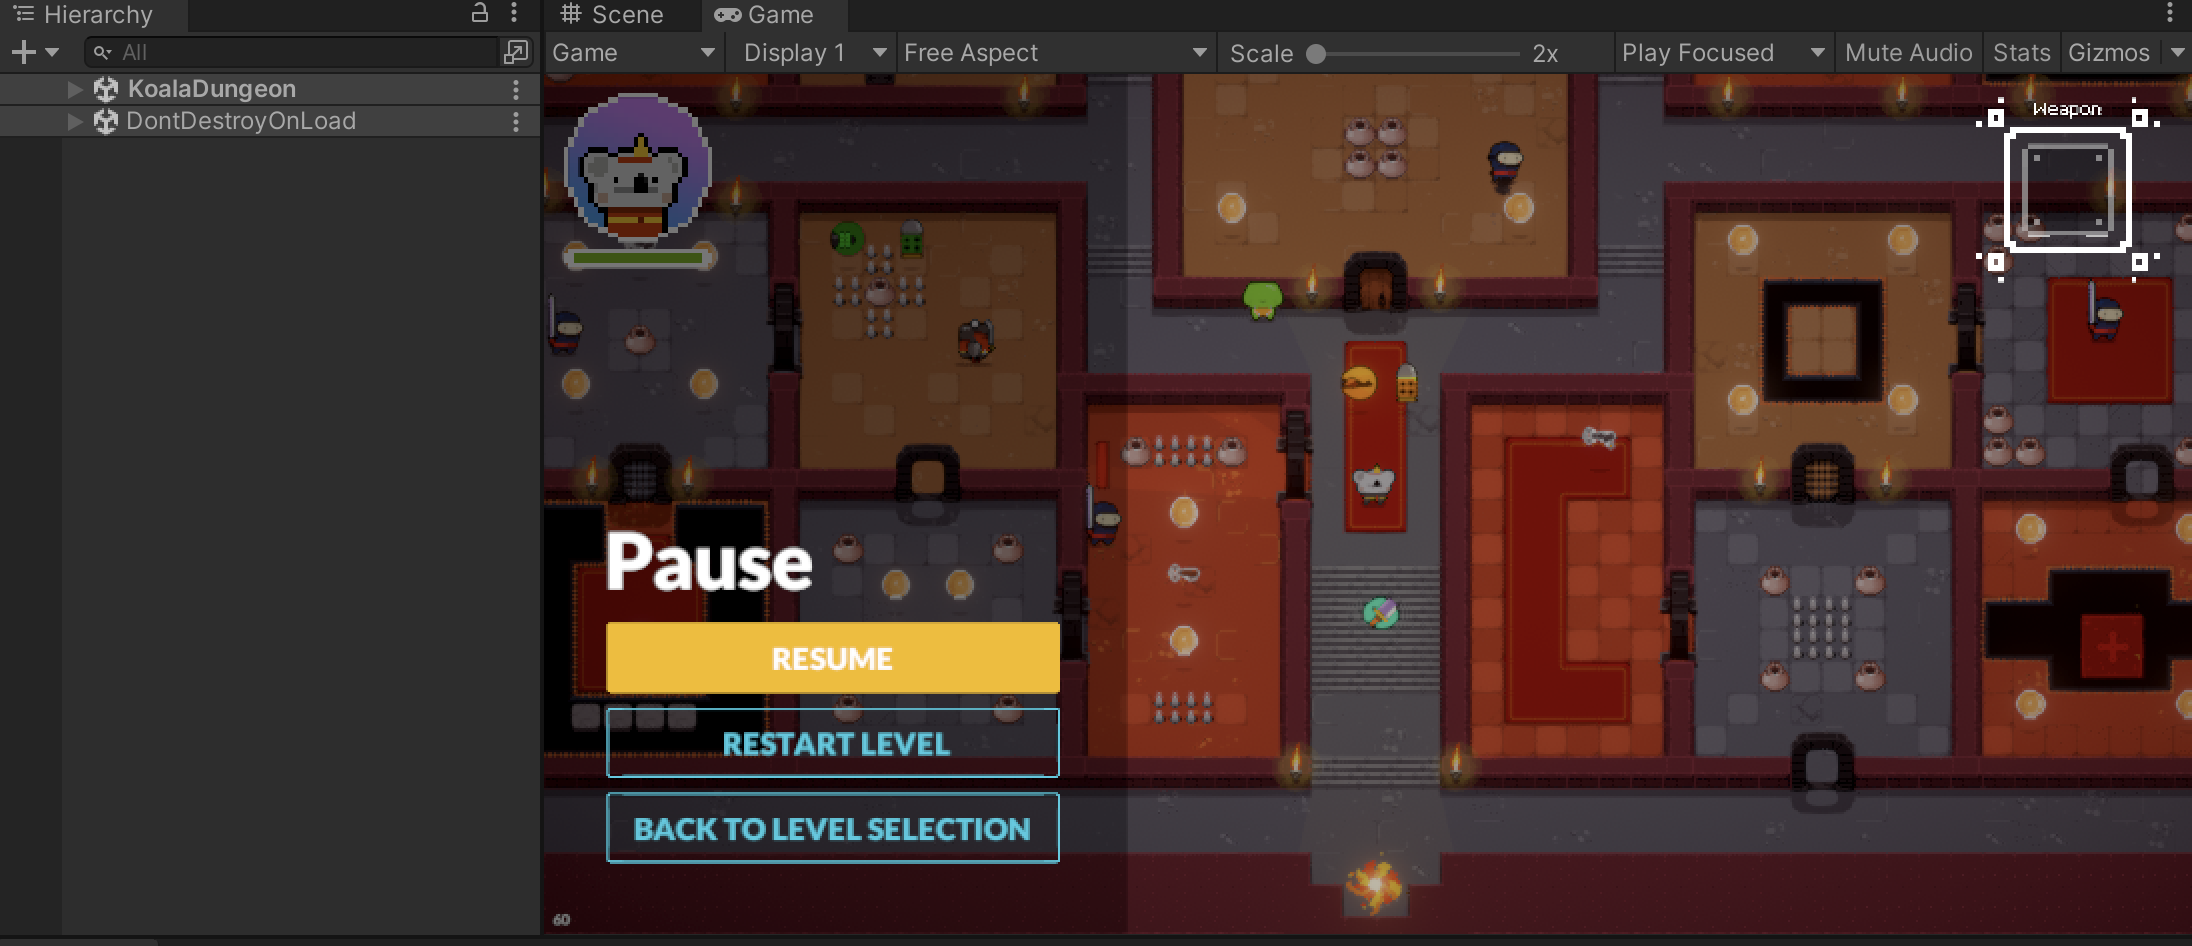 Hierarchy
All
KoalaDungeon
DontDestroyOnLoad
Scene
Game
Game
Display 1
Free Aspect
Scale
2x
Play Focused
Mute Audio
Stats
Gizmos
Weapon
Pause
RESUME
RESTART LEVEL
BACK TO LEVEL SELECTION
60